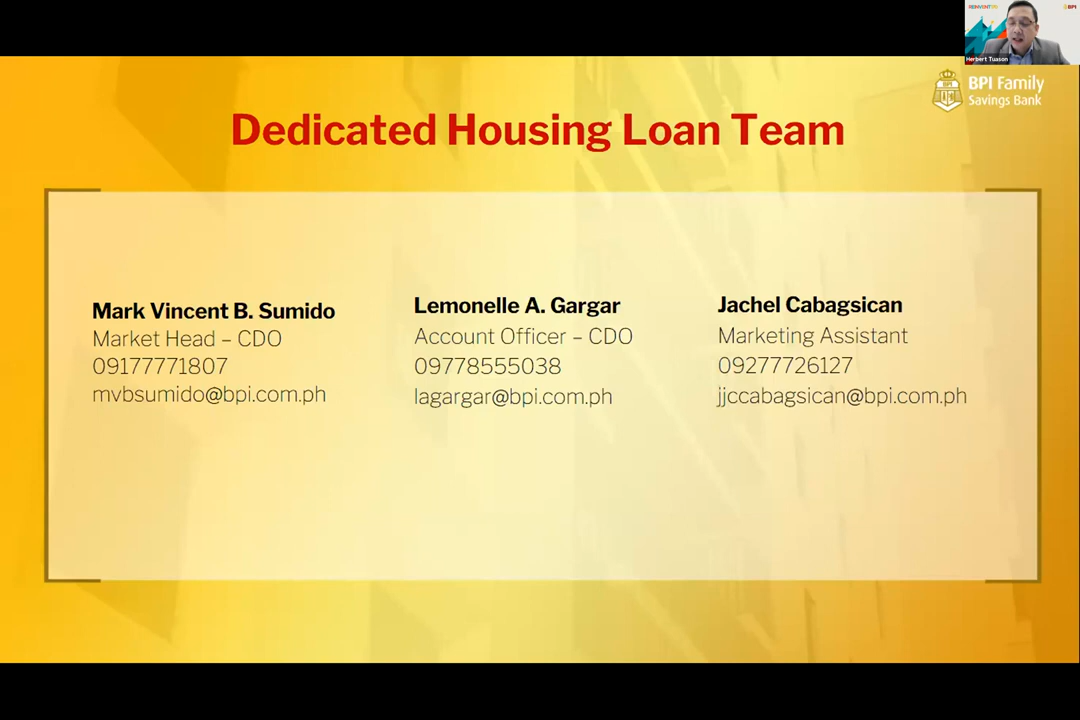 REINVENT
BPI
Herbert Tuason
BPI Family
Savings Bank
Dedicated Housing Loan Team
Mark Vincent B. Sumido
Market Head – CDO
09177771807
mvbsumido@bpi.com.ph
Lemonelle A. Gargar
Account Officer – CDO
09778555038
lagargar@bpi.com.ph
Jachel Cabagsican
Marketing Assistant
09277726127
jjccabagsican@bpi.com.ph